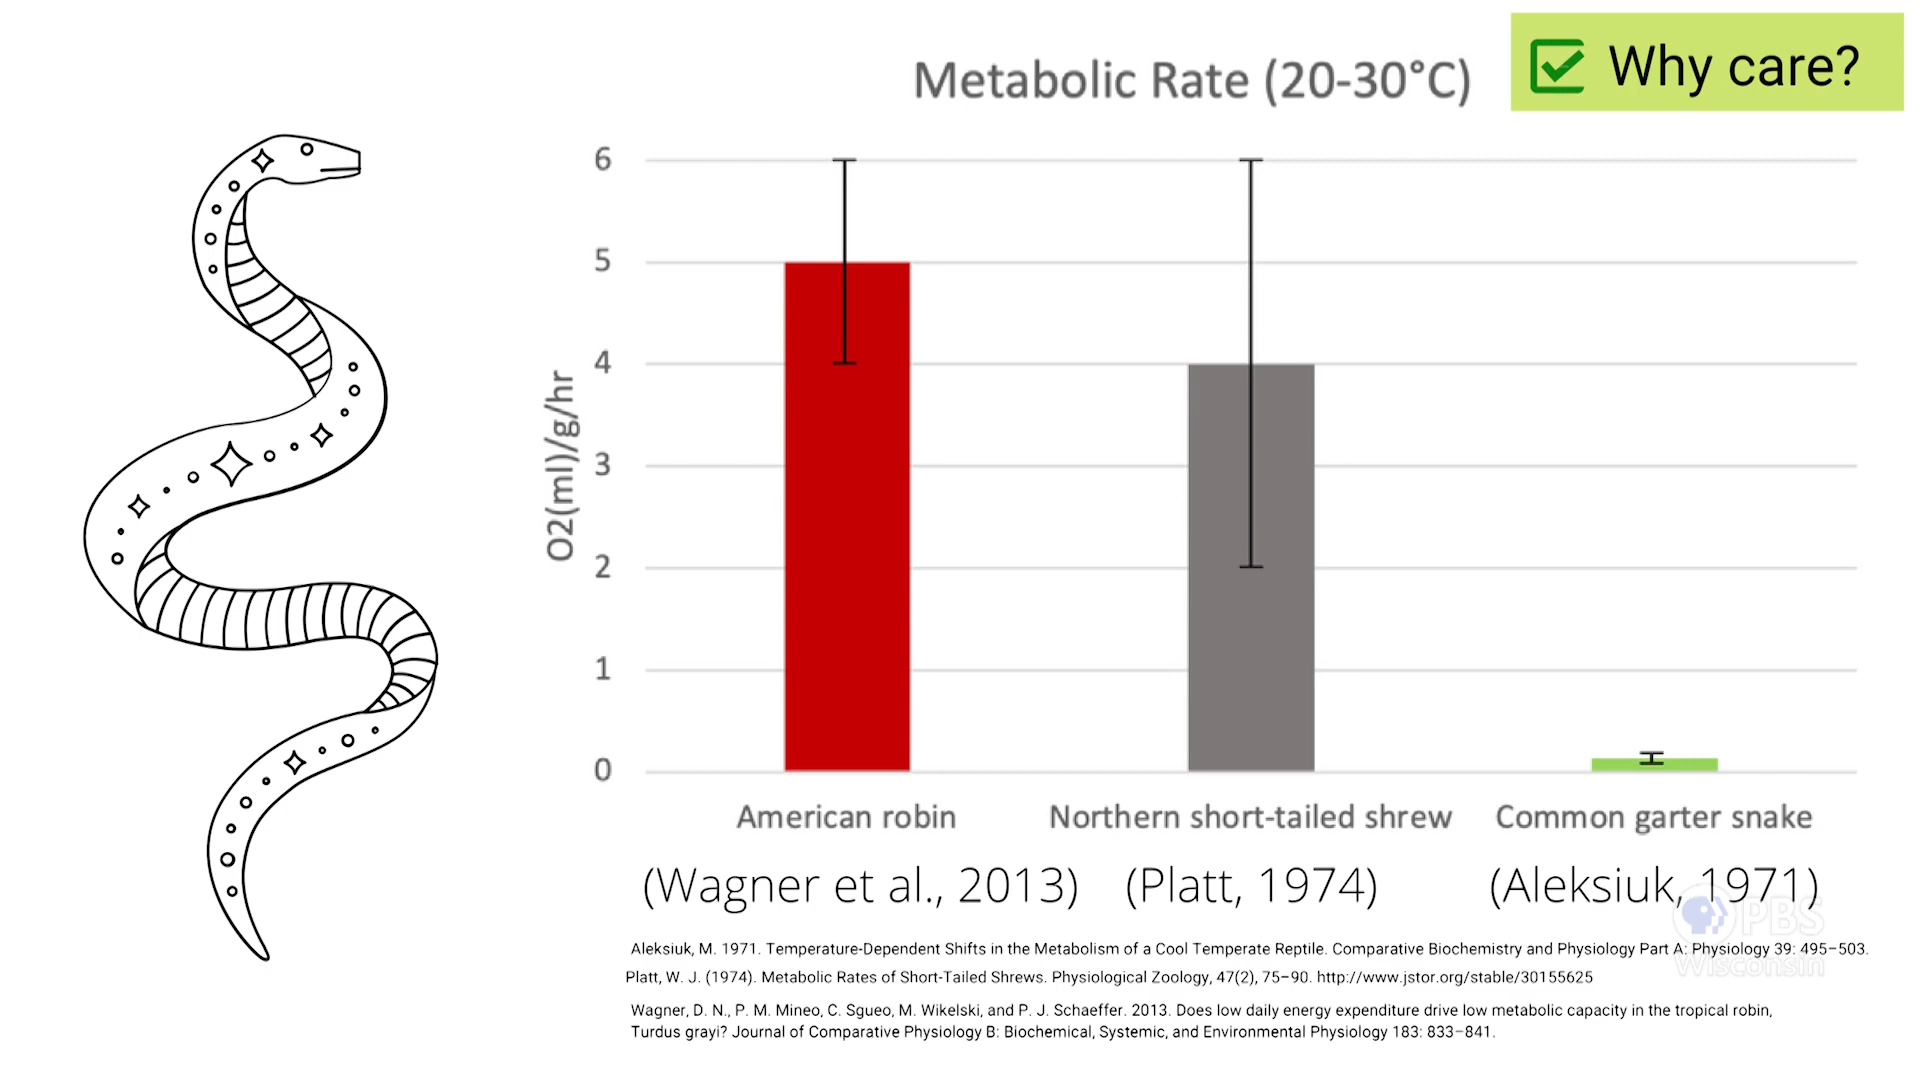 Why care?
Metabolic Rate (20-30°C)
6
5
4
3
2
1
0
O2(ml)/g/hr
American robin
Northern short-tailed shrew
Common garter snake
(Wagner et al., 2013)
(Platt, 1974)
(Aleksiuk, 1971)
PBS
Wisconsin
Aleksiuk, M. 1971. Temperature-Dependent Shifts in the Metabolism of a Cool Temperate Reptile. Comparative Biochemistry and Physiology Part A: Physiology 39: 495–503.
Platt, W. J. (1974). Metabolic Rates of Short-Tailed Shrews. Physiological Zoology, 47(2), 75–90. http://www.jstor.org/stable/30155625
Wagner, D. N., P. M. Mineo, C. Sgueo, M. Wikelski, and P. J. Schaeffer. 2013. Does low daily energy expenditure drive low metabolic capacity in the tropical robin,
Turdus grayi? Journal of Comparative Physiology B: Biochemical, Systemic, and Environmental Physiology 183: 833–841.